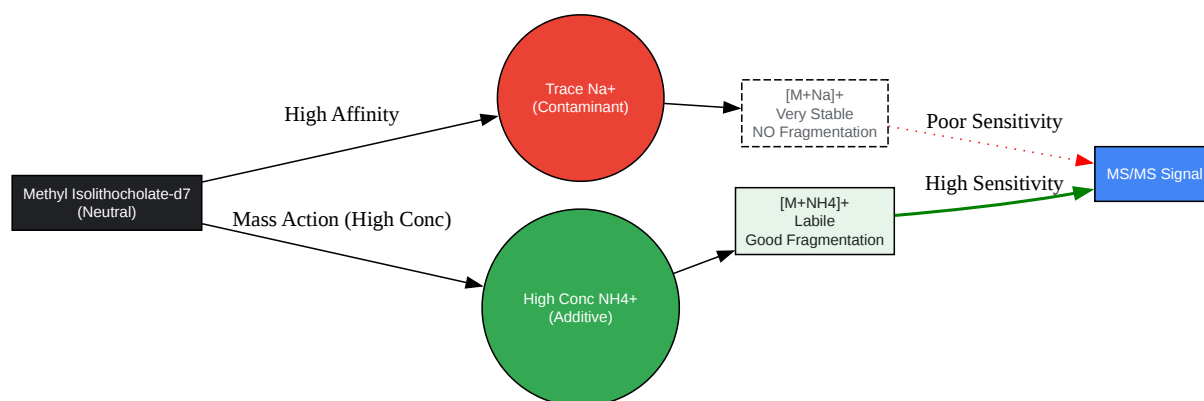 Methyl Isolithocholate-d7
(Neutral)
High Affinity
Mass Action (High Conc)
Trace Na+
(Contaminant)
High Conc NH4+
(Additive)
[M+Na]+
Very Stable
NO Fragmentation
[M+NH4]+
Labile
Good Fragmentation
Poor Sensitivity
High Sensitivity
MS/MS Signal